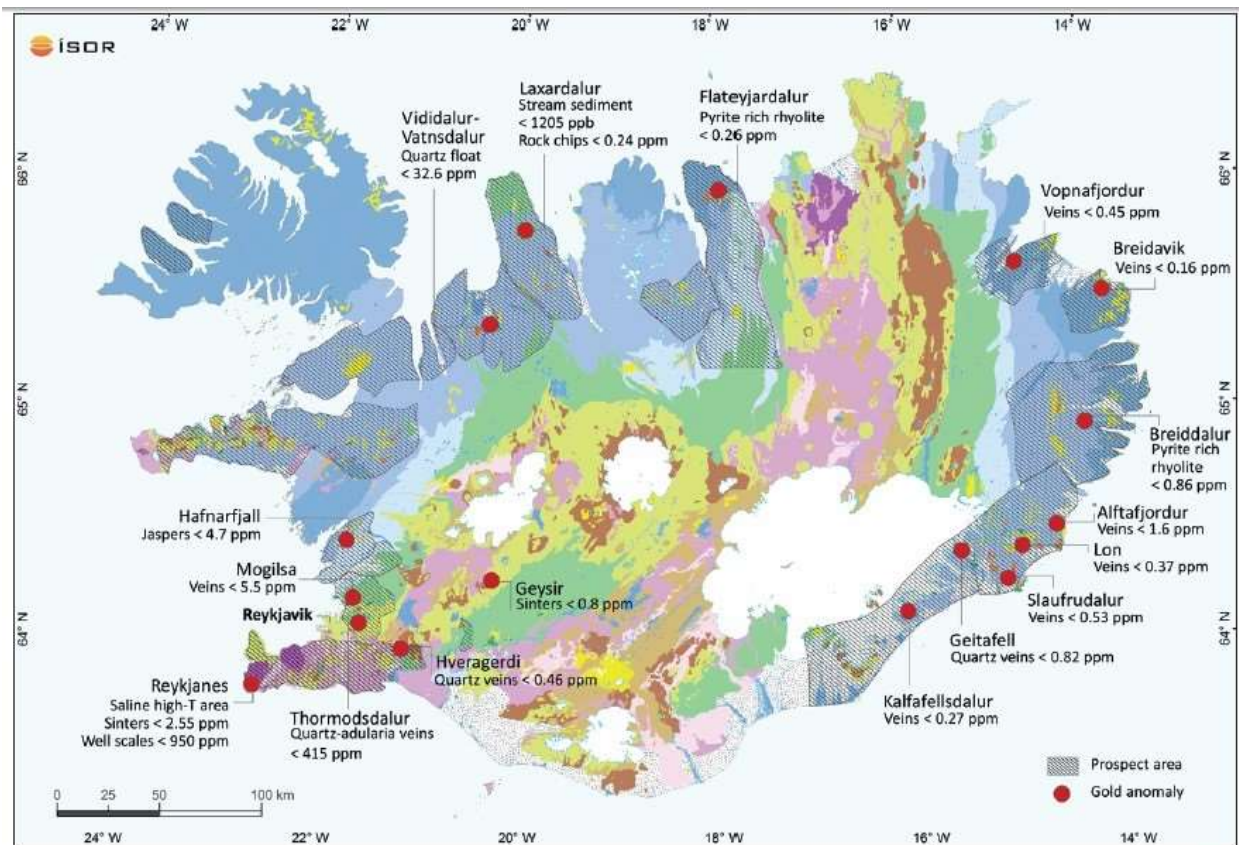 24° W
22° W
20° W
18° W
16° W
14° W
ÍSOR
Laxardalur
Stream sediment
< 1205 ppb
Rock chips < 0.24 ppm
Flateyjardalur
Pyrite rich rhyolite
< 0.26 ppm
Vididalur-
Vatnsdalur
Quartz float
< 32.6 ppm
66° N
66° N
Vopnafjordur
Veins < 0.45 ppm
Breidavik
Veins < 0.16 ppm
65° N
65° N
Breiddalur
Pyrite rich
rhyolite
< 0.86 ppm
Alftafjordur
Veins < 1.6 ppm
Lon
Veins < 0.37 ppm
Slaufrudalur
Veins < 0.53 ppm
Geitafell
Quartz veins < 0.82 ppm
Kalfafellsdalur
Veins < 0.27 ppm
Hafnarfjall
Jaspers < 4.7 ppm
Mogilsa
Veins < 5.5 ppm
Reykjavik
Geysir
Sinters < 0.8 ppm
64° N
64° N
Hveragerdi
Quartz veins < 0.46 ppm
Reykjanes
Saline high-T area
Sinters < 2.55 ppm
Well scales < 950 ppm
Thormodsdalur
Quartz-adularia veins
< 415 ppm
Prospect area
Gold anomaly
0 25 50 100 km
24° W
22° W
20° W
18° W
16° W
14° W